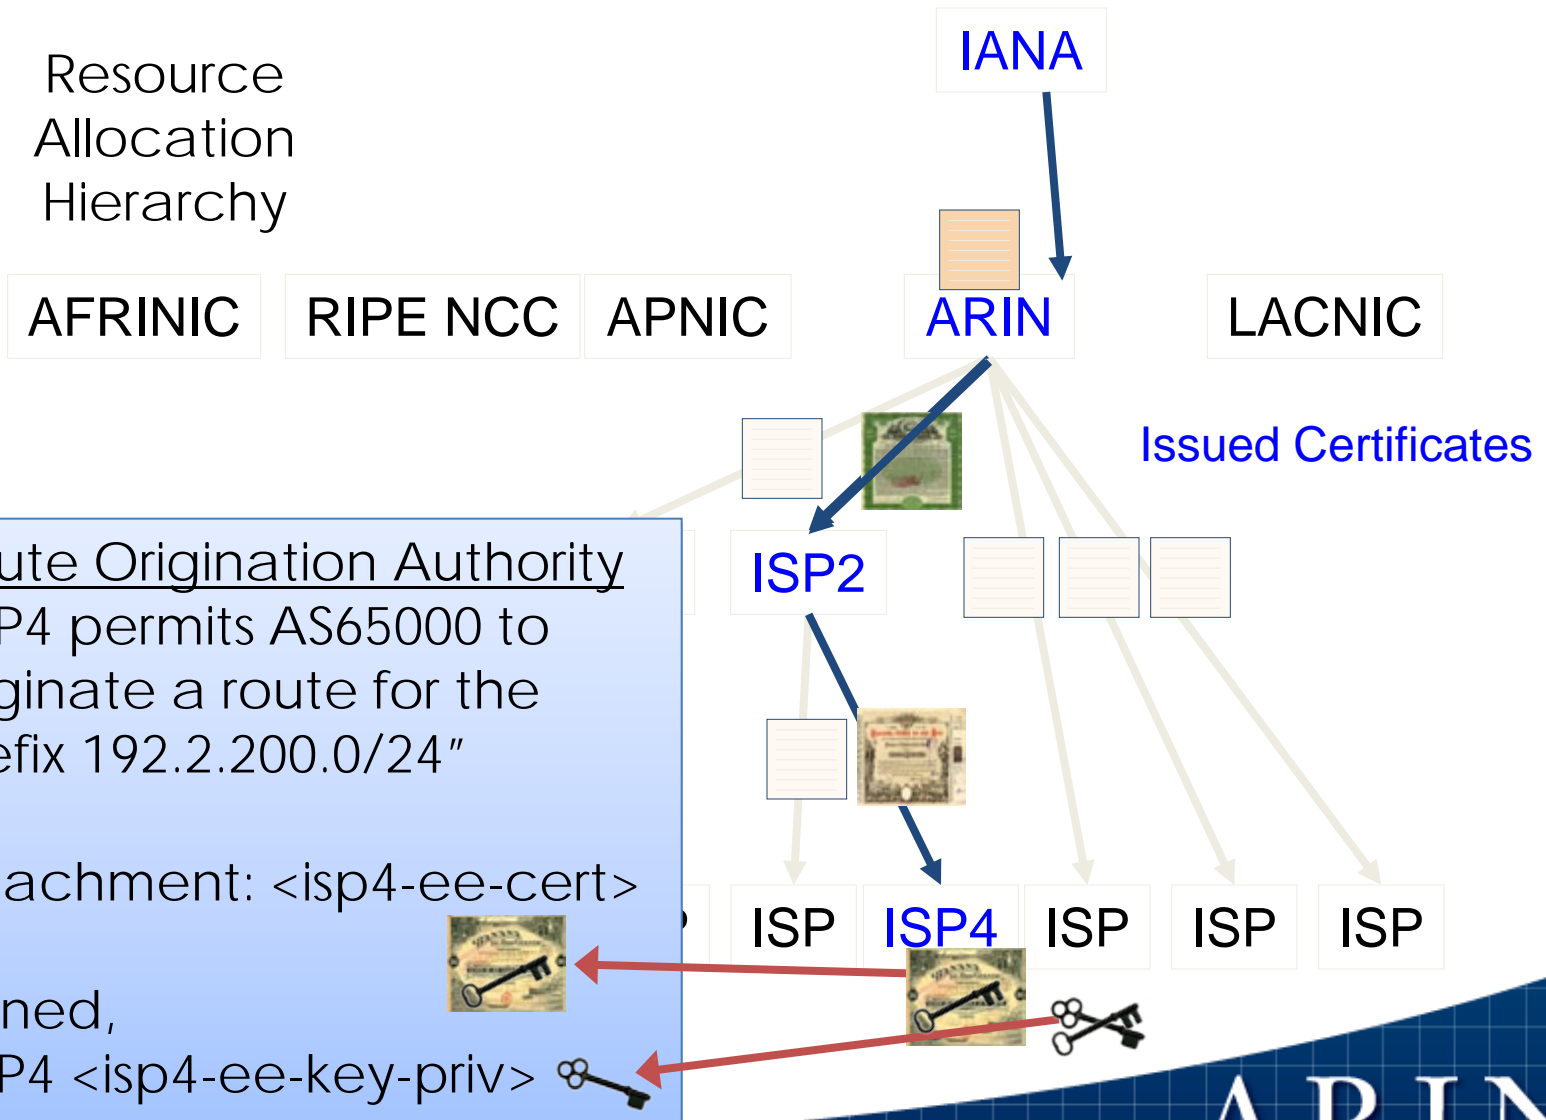 Resource
Allocation
Hierarchy
IANA
AFRINIC
RIPE NCC
APNIC
ARIN
LACNIC
Issued Certificates
ISP2
ute Origination Authority
P4 permits AS65000 to
ginate a route for the
efix 192.2.200.0/24”
achment: <isp4-ee-cert>
ned,
P4 <isp4-ee-key-priv>
ISP
ISP4
ISP
ISP
ISP
ARIN